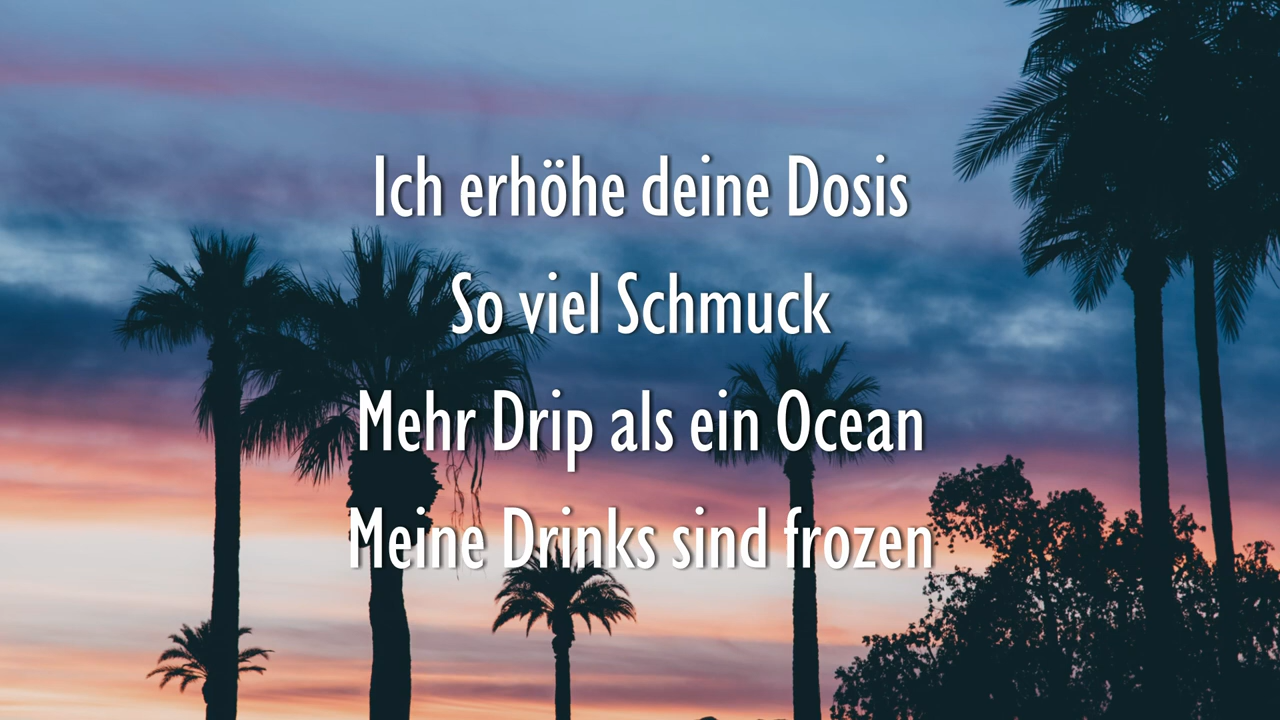 Ich erhöhe deine Dosis
So viel Schmuck
Mehr Drip als ein Ocean
Meine Drinks sind frozen